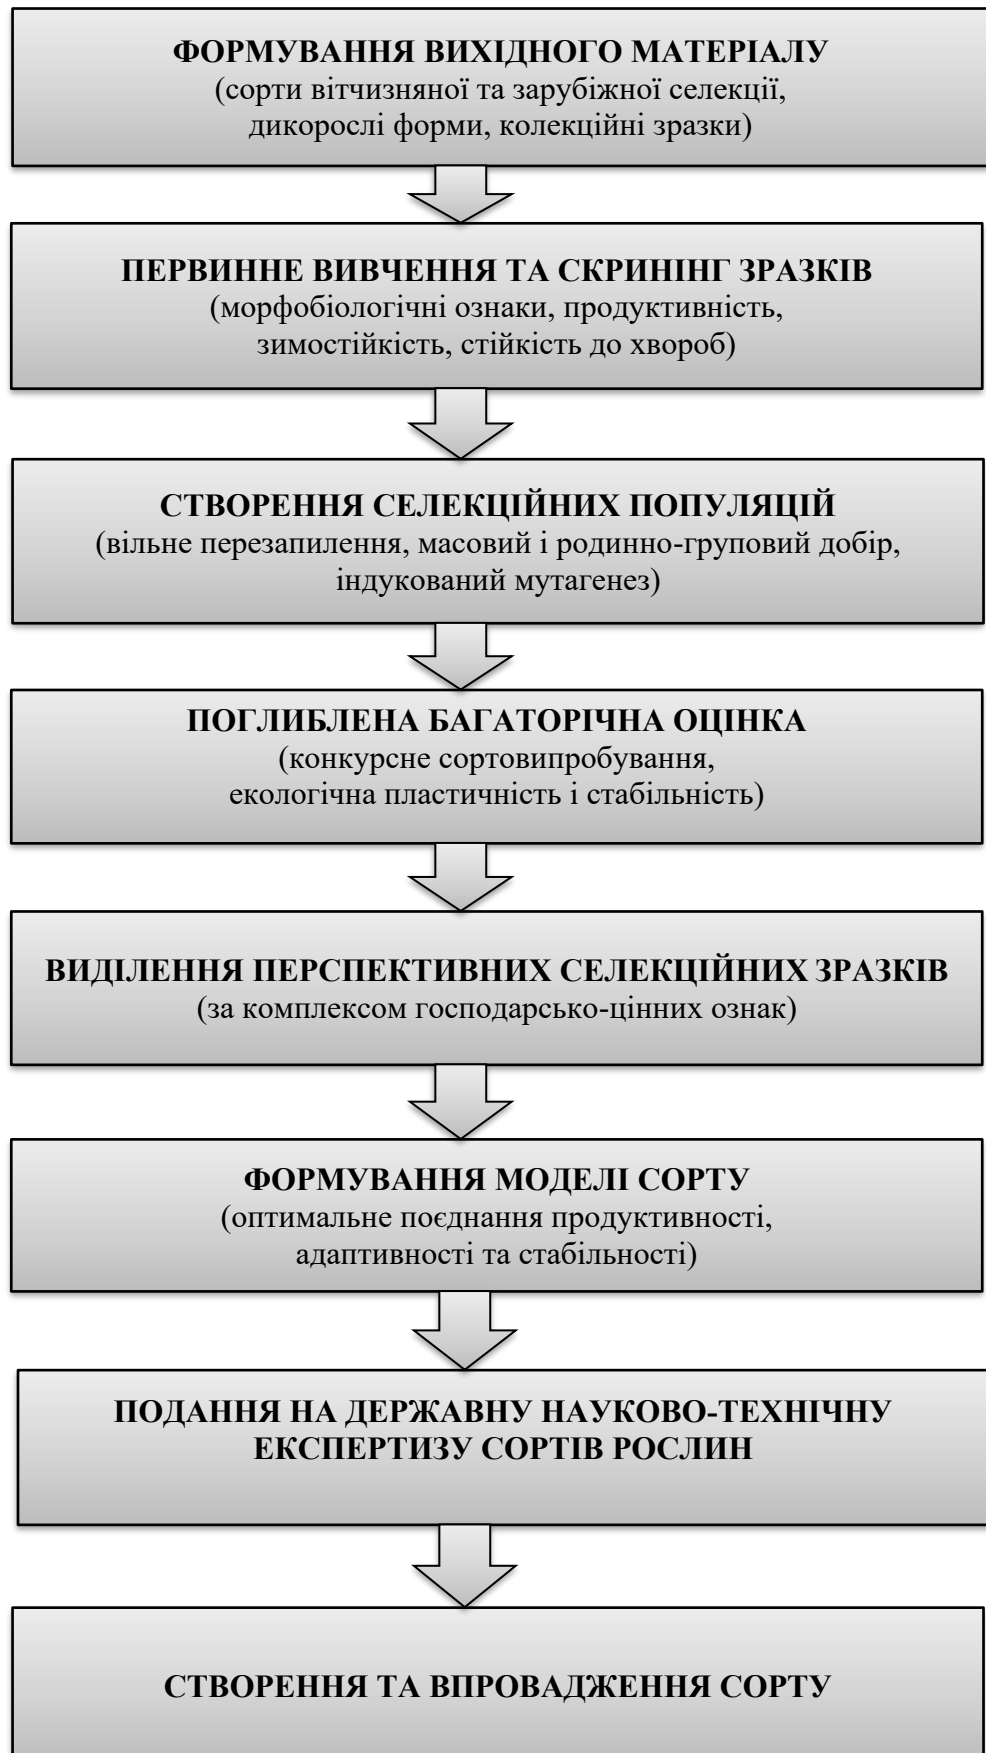 ФОРМУВАННЯ ВИХІДНОГО МАТЕРІАЛУ
(сорти вітчизняної та зарубіжної селекції,
дикорослі форми, колекційні зразки)
ПЕРВИННЕ ВИВЧЕННЯ ТА СКРИНІНГ ЗРАЗКІВ
(морфобіологічні ознаки, продуктивність,
зимостійкість, стійкість до хвороб)
СТВОРЕННЯ СЕЛЕКЦІЙНИХ ПОПУЛЯЦІЙ
(вільне перезапилення, масовий і родинно-груповий добір,
індукований мутагенез)
ПОГЛИБЛЕНА БАГАТОРІЧНА ОЦІНКА
(конкурсне сортовипробування,
екологічна пластичність і стабільність)
ВИДІЛЕННЯ ПЕРСПЕКТИВНИХ СЕЛЕКЦІЙНИХ ЗРАЗКІВ
(за комплексом господарсько-цінних ознак)
ФОРМУВАННЯ МОДЕЛІ СОРТУ
(оптимальне поєднання продуктивності,
адаптивності та стабільності)
ПОДАННЯ НА ДЕРЖАВНУ НАУКОВО-ТЕХНІЧНУ
ЕКСПЕРТИЗУ СОРТІВ РОСЛИН
СТВОРЕННЯ ТА ВПРОВАДЖЕННЯ СОРТУ